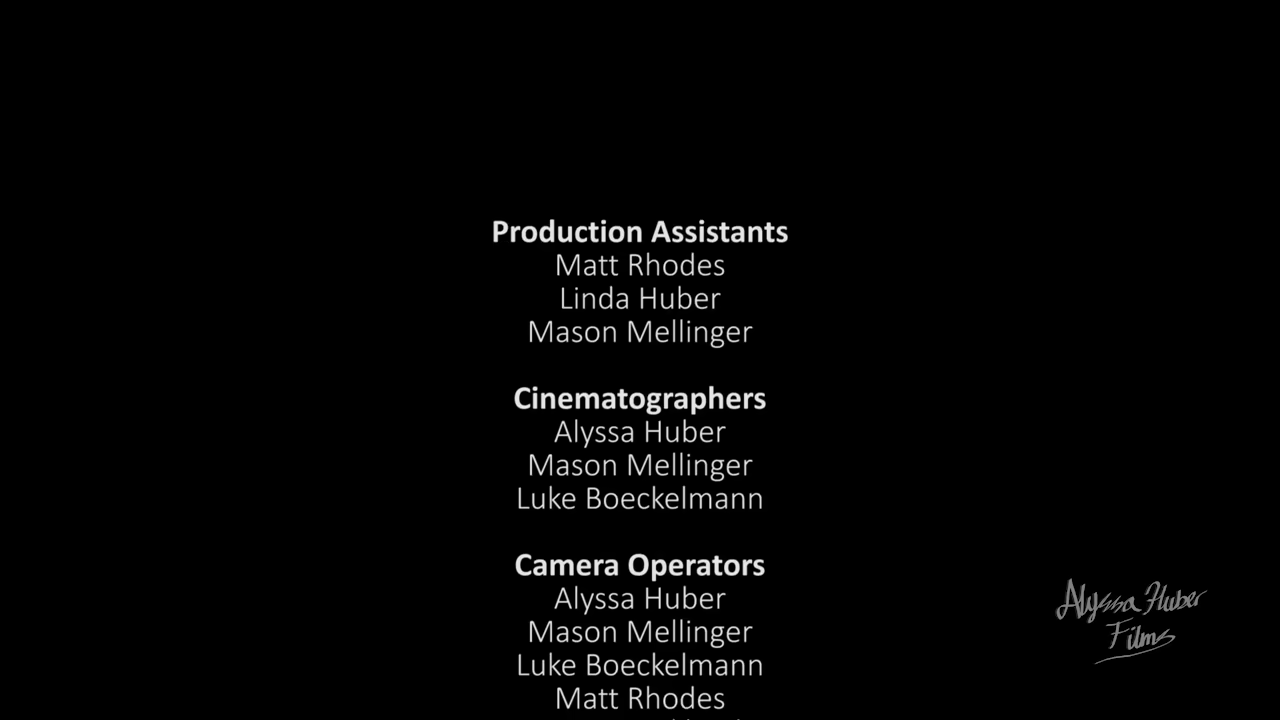 Production Assistants
Matt Rhodes
Linda Huber
Mason Mellinger
Cinematographers
Alyssa Huber
Mason Mellinger
Luke Boeckelmann
Camera Operators
Alyssa Huber
Mason Mellinger
Luke Boeckelmann
Matt Rhodes
Alyssa Huber
Films